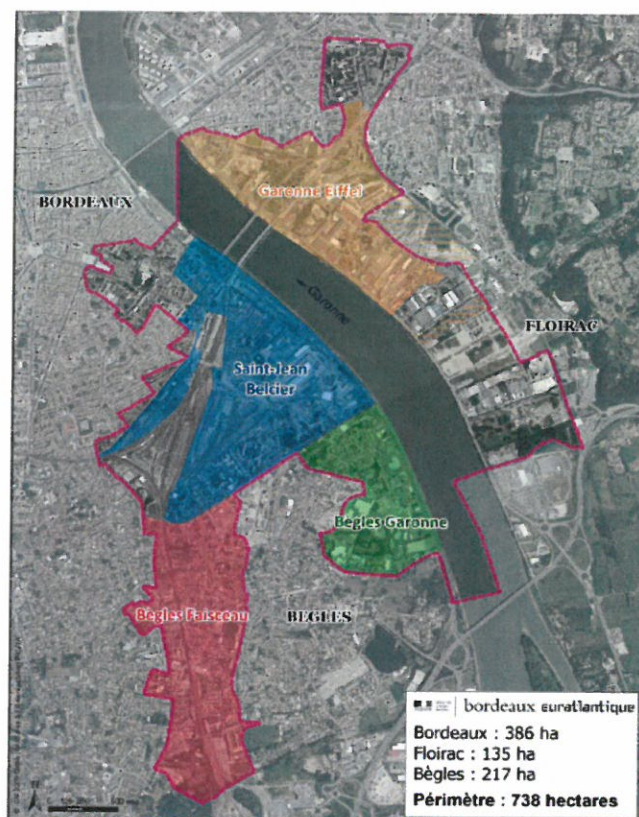 Garonne Eiffel
BORDEAUX
Garonne
FLOIRAC
Saint-Jean
Belcier
Bègles Garonne
Bègles Faisceau
BEGLES
bordeaux euratlantique
Bordeaux : 386 ha
Floirac : 135 ha
Bègles : 217 ha
Périmètre : 738 hectares
N